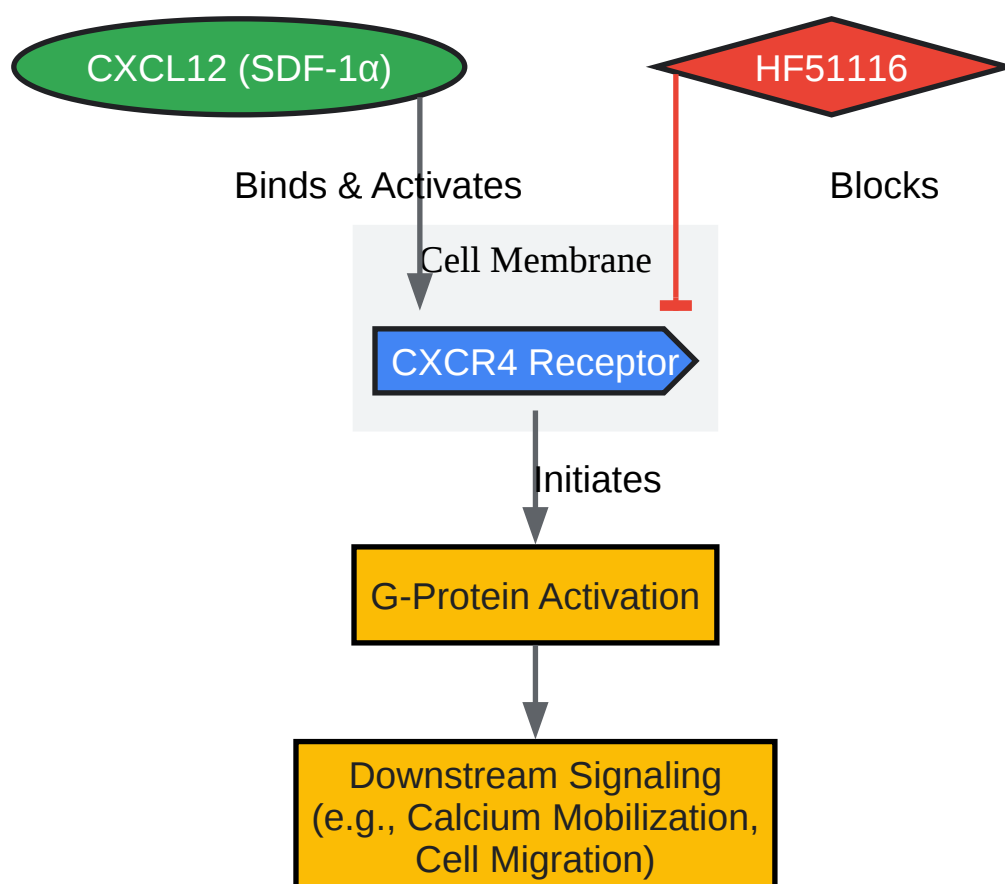 CXCL12 (SDF-1α)
HF51116
Binds & Activates
Blocks
Cell Membrane
CXCR4 Receptor
Initiates
G-Protein Activation
Downstream Signaling
(e.g., Calcium Mobilization,
Cell Migration)